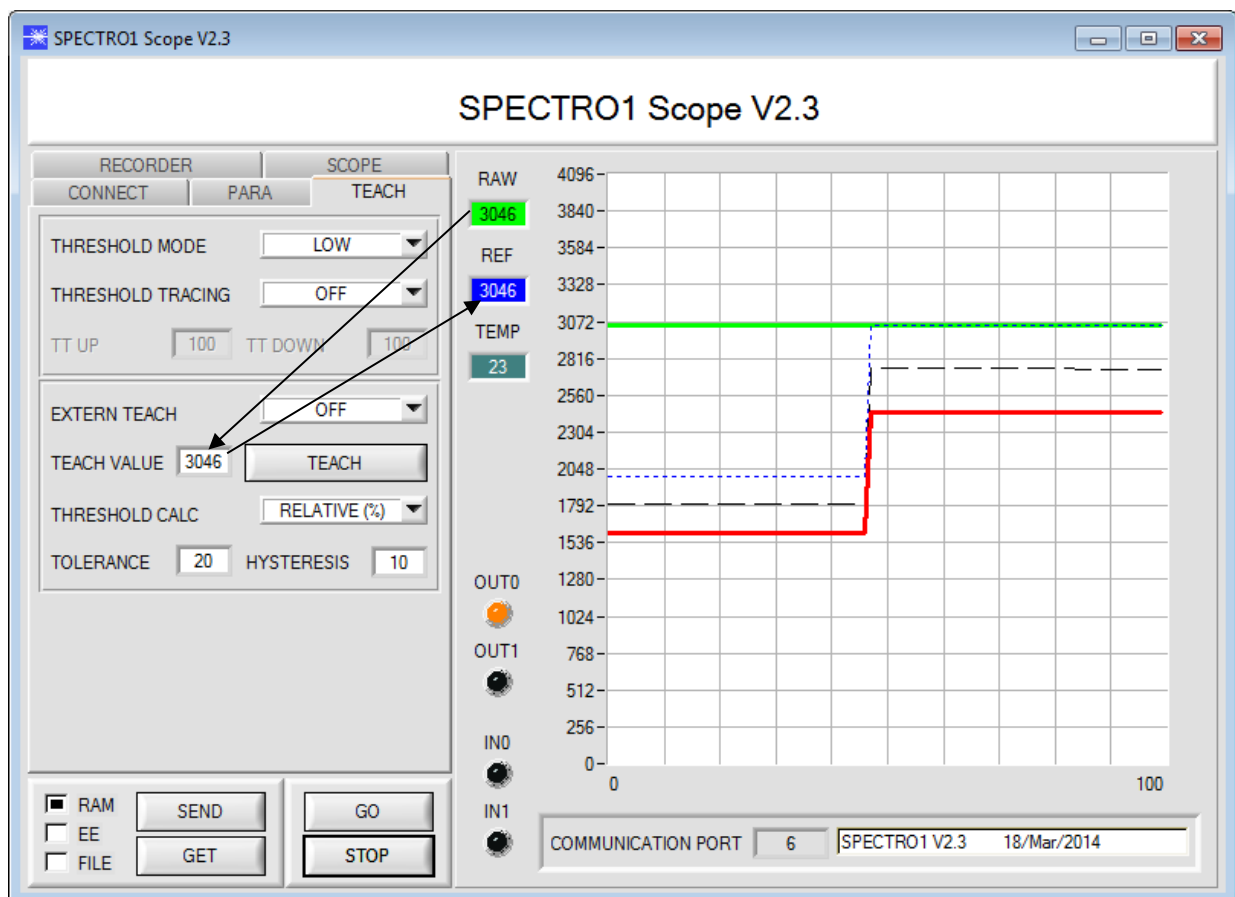 SPECTRO1 Scope V2.3
SPECTRO1 Scope V2.3
RECORDER SCOPE
CONNECT PARA TEACH
THRESHOLD MODE LOW
THRESHOLD TRACING OFF
TT UP 100 TT DOWN 100
EXTERN TEACH OFF
TEACH VALUE 3046 TEACH
THRESHOLD CALC RELATIVE (%)
TOLERANCE 20 HYSTERESIS 10
RAM SEND GO
EE
FILE GET STOP
RAW
3046
REF
3046
TEMP
23
OUT0
OUT1
IN0
IN1
4096
3840
3584
3328
3072
2816
2560
2304
2048
1792
1536
1280
1024
768
512
256
0
0 100
COMMUNICATION PORT 6 SPECTRO1 V2.3 18/Mar/2014